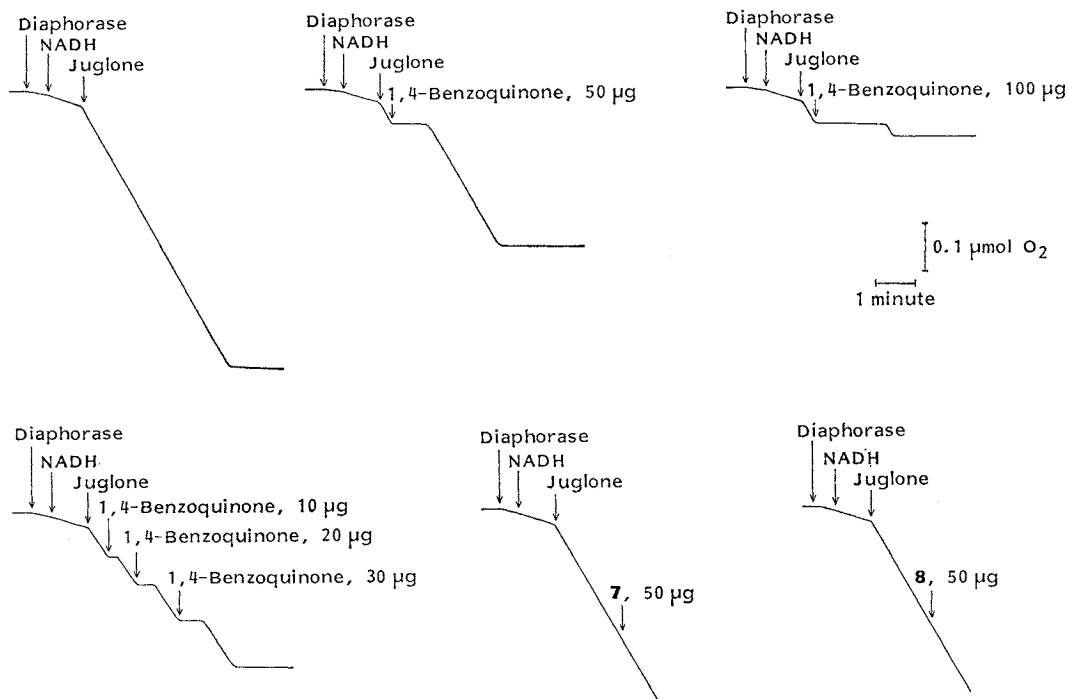 Diaphorase
NADH
Juglone
Diaphorase
NADH
Juglone
1,4-Benzoquinone, 50 µg
Diaphorase
NADH
Juglone
1,4-Benzoquinone, 100 µg
0.1 µmol O2
1 minute
Diaphorase
NADH
Juglone
1,4-Benzoquinone, 10 µg
1,4-Benzoquinone, 20 µg
1,4-Benzoquinone, 30 µg
Diaphorase
NADH
Juglone
7, 50 µg
Diaphorase
NADH
Juglone
8, 50 µg